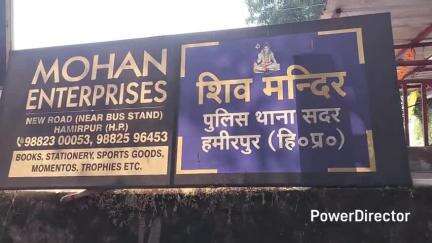 MOHAN
ENTERPRISES
NEW ROAD (NEAR BUS STAND)
HAMIRPUR (H.P.)
98823 00053, 98825 96453
BOOKS, STATIONERY, SPORTS GOODS,
MOMENTOS, TROPHIES ETC.
शिव मन्दिर
पुलिस थाना सदर
हमीरपुर (हि०प्र०)
PowerDirector